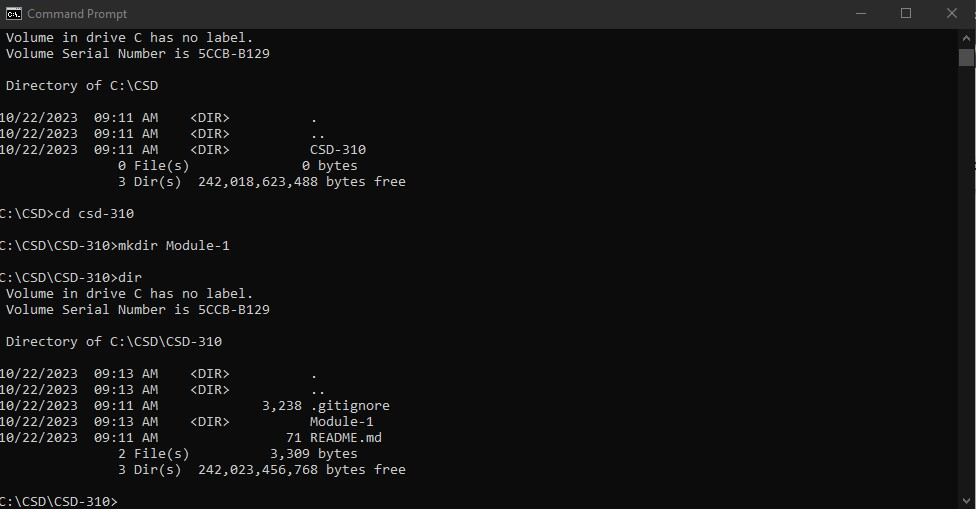 Command Prompt
Volume in drive C has no label.
Volume Serial Number is 5CCB-B129
Directory of C:\CSD
10/22/2023  09:11 AM    <DIR>          .
10/22/2023  09:11 AM    <DIR>          ..
10/22/2023  09:11 AM    <DIR>          CSD-310
0 File(s)              0 bytes
3 Dir(s)  242,018,623,488 bytes free
C:\CSD>cd csd-310
C:\CSD\CSD-310>mkdir Module-1
C:\CSD\CSD-310>dir
Volume in drive C has no label.
Volume Serial Number is 5CCB-B129
Directory of C:\CSD\CSD-310
10/22/2023  09:13 AM    <DIR>          .
10/22/2023  09:13 AM    <DIR>          ..
10/22/2023  09:11 AM             3,238 .gitignore
10/22/2023  09:13 AM    <DIR>          Module-1
10/22/2023  09:11 AM                71 README.md
2 File(s)          3,309 bytes
3 Dir(s)  242,023,456,768 bytes free
C:\CSD\CSD-310>